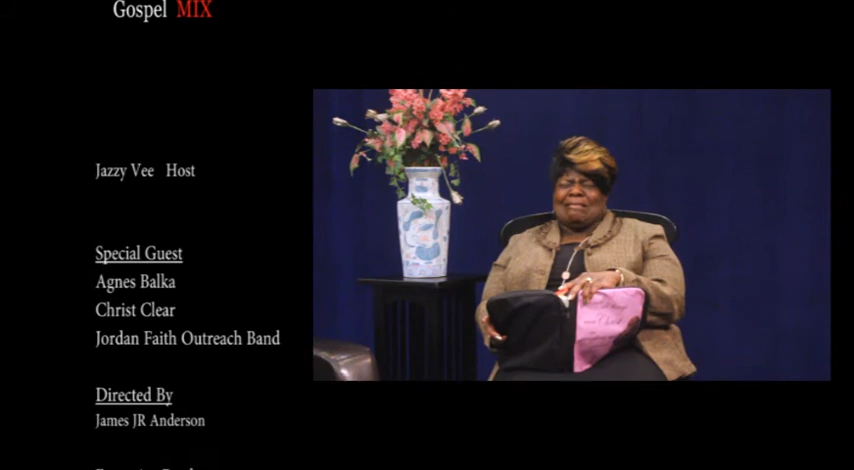 Gospel MIX
Jazzy Vee Host
Special Guest
Agnes Balka
Christ Clear
Jordan Faith Outreach Band
Directed By
James JR Anderson